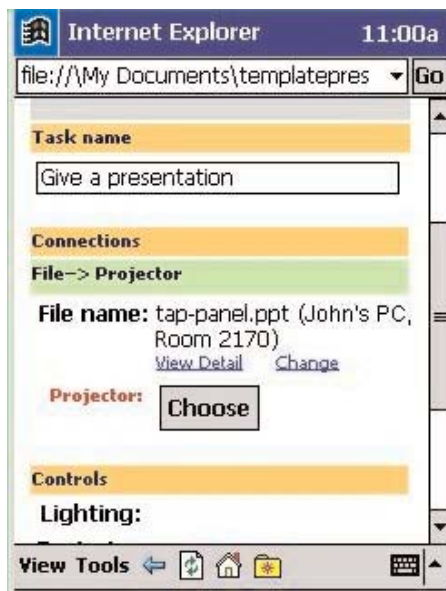 Internet Explorer 11:00a
file://\My Documents\templatepres Go
Task name
Give a presentation
Connections
File-> Projector
File name: tap-panel.ppt (John's PC,
Room 2170)
View Detail Change
Projector: Choose
Controls
Lighting:
View Tools